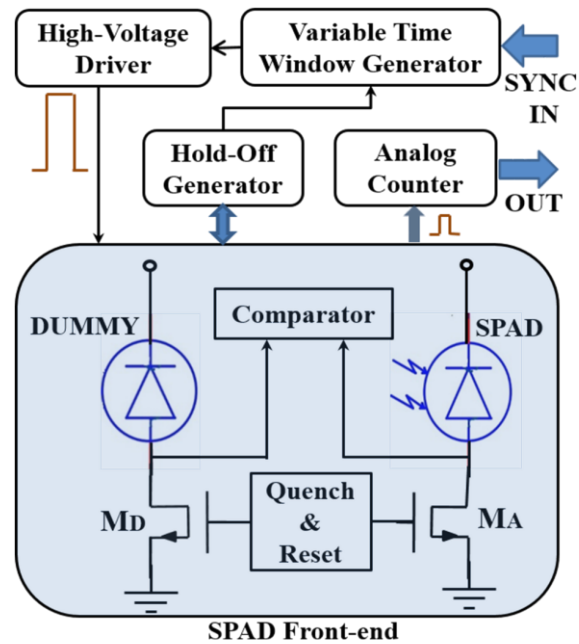 High-Voltage
Driver
Variable Time
Window Generator
SYNC
IN
Hold-Off
Generator
Analog
Counter
OUT
DUMMY
Comparator
SPAD
MD
Quench
&
Reset
MA
SPAD Front-end